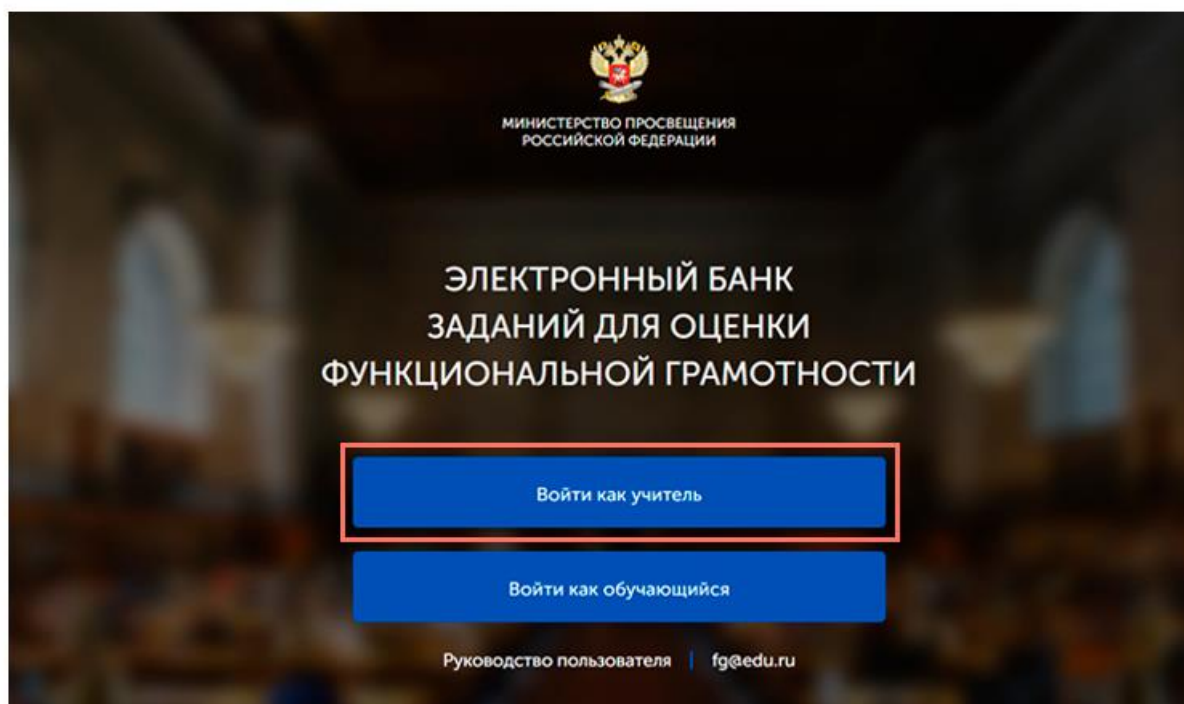 МИНИСТЕРСТВО ПРОСВЕЩЕНИЯ
РОССИЙСКОЙ ФЕДЕРАЦИИ
ЭЛЕКТРОННЫЙ БАНК
ЗАДАНИЙ ДЛЯ ОЦЕНКИ
ФУНКЦИОНАЛЬНОЙ ГРАМОТНОСТИ
Войти как учитель
Войти как обучающийся
Руководство пользователя | fg@edu.ru